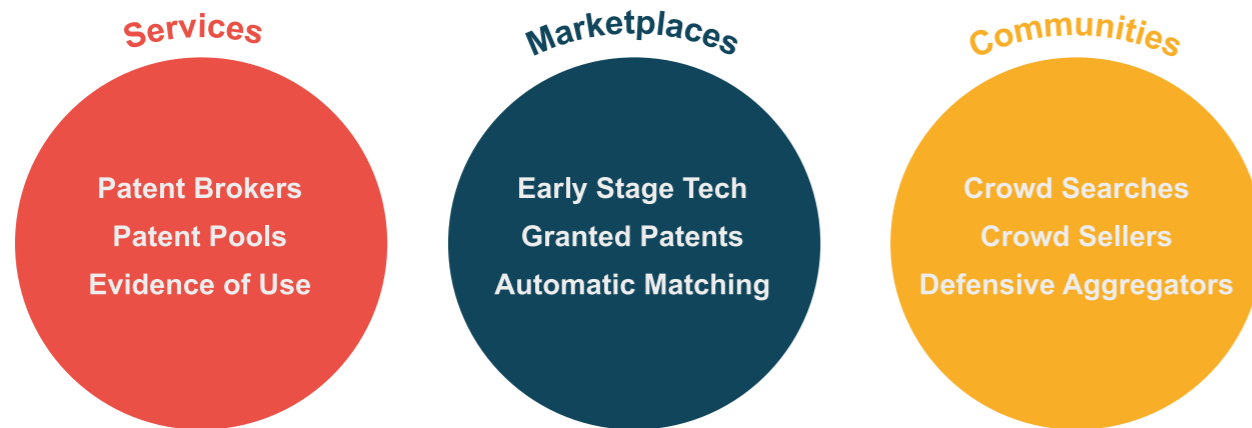 Services
Patent Brokers
Patent Pools
Evidence of Use
Marketplaces
Early Stage Tech
Granted Patents
Automatic Matching
Communities
Crowd Searches
Crowd Sellers
Defensive Aggregators